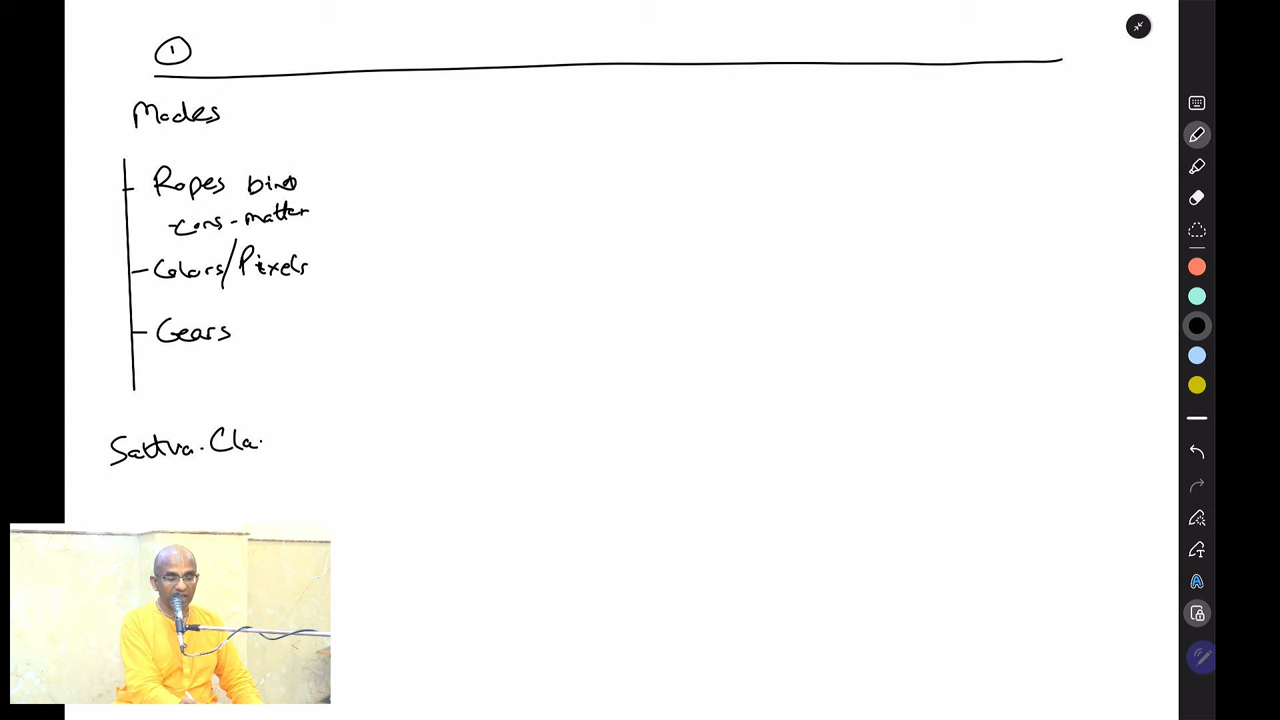 1
Modes
Ropes bind
cons-matter
Colors/Pixels
Gears
Sattva. Cla.